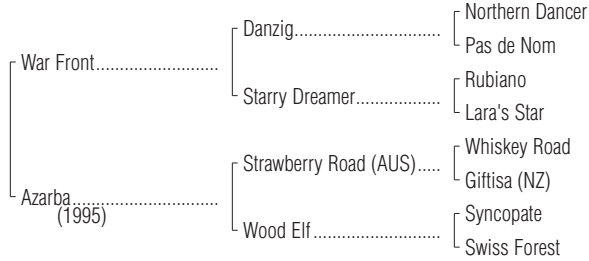 Northern Dancer
Danzig
Pas de Nom
War Front
Rubiano
Starry Dreamer
Lara's Star
Whiskey Road
Strawberry Road (AUS)
Giftisa (NZ)
Azarba
(1995)
Syncopate
Wood Elf
Swiss Forest